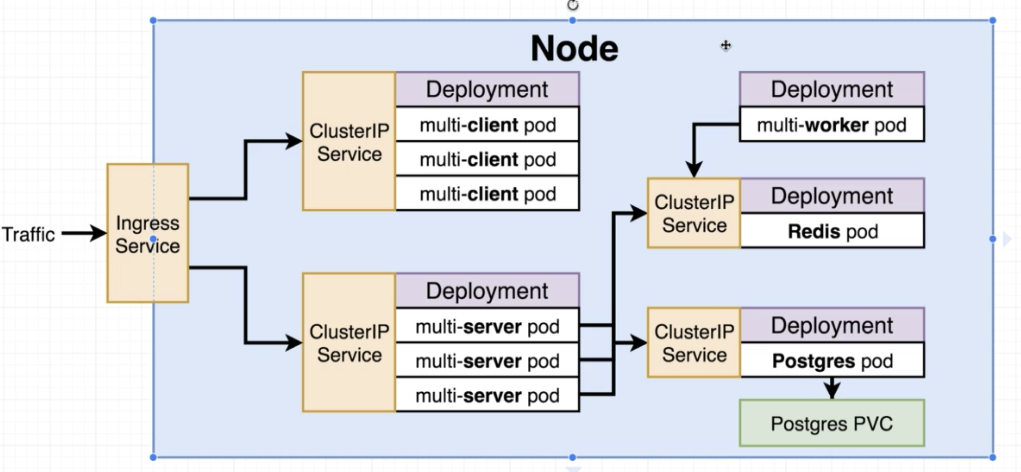 Node
Traffic
Ingress
Service
ClusterIP
Service
Deployment
multi-client pod
multi-client pod
multi-client pod
ClusterIP
Service
Deployment
multi-server pod
multi-server pod
multi-server pod
Deployment
multi-worker pod
ClusterIP
Service
Deployment
Redis pod
ClusterIP
Service
Deployment
Postgres pod
Postgres PVC